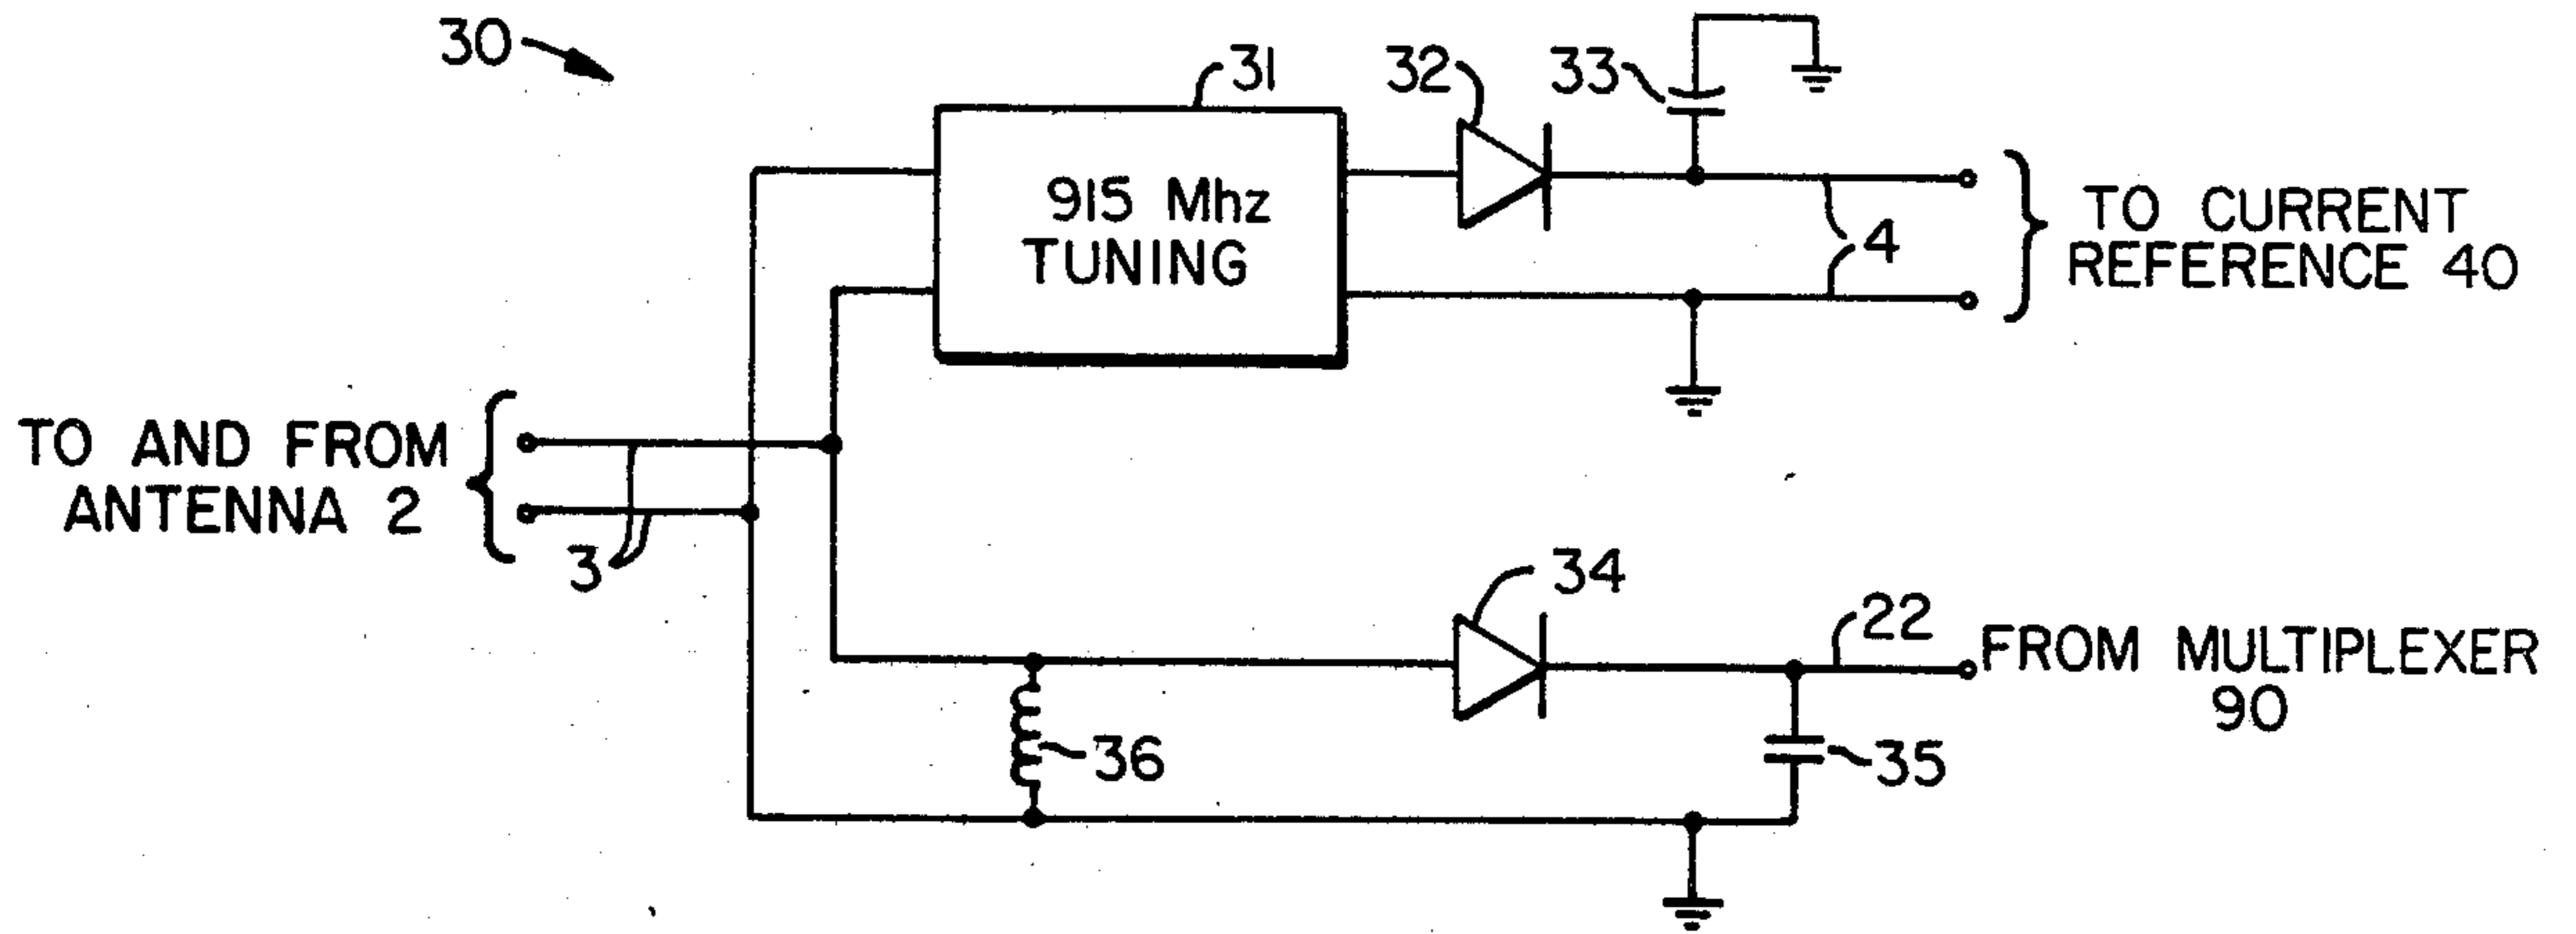 30
31
32
33
915 Mhz
TUNING
4
TO CURRENT
REFERENCE 40
TO AND FROM
ANTENNA 2
3
34
22
FROM MULTIPLEXER
90
36
35